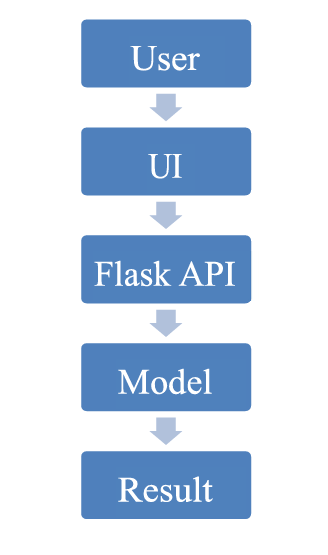 User
UI
Flask API
Model
Result